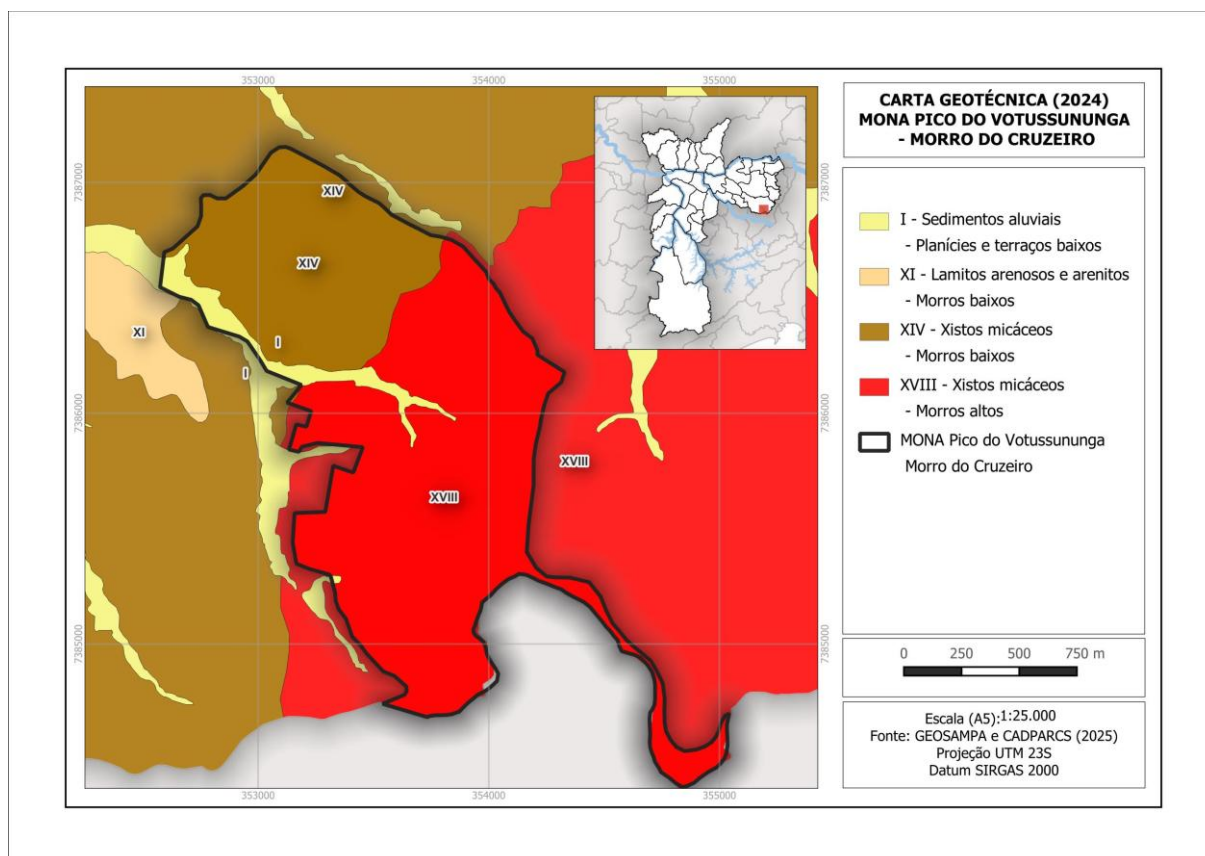 353000
354000
355000
7387000
7387000
7386000
7386000
7385000
7385000
353000
354000
355000
XIV
XIV
XI
I
I
XVIII
XVIII
CARTA GEOTÉCNICA (2024)
MONA PICO DO VOTUSSUNUNGA
- MORRO DO CRUZEIRO
I - Sedimentos aluviais
- Planícies e terraços baixos
XI - Lamitos arenosos e arenitos
- Morros baixos
XIV - Xistos micáceos
- Morros baixos
XVIII - Xistos micáceos
- Morros altos
MONA Pico do Votussununga
Morro do Cruzeiro
0 250 500 750 m
Escala (A5):1:25.000
Fonte: GEOSAMPA e CADPARCS (2025)
Projeção UTM 23S
Datum SIRGAS 2000